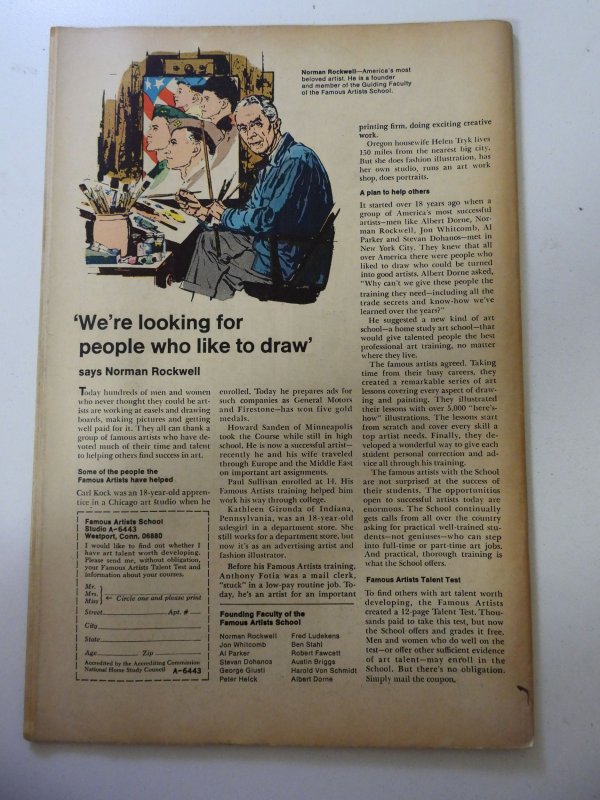 Norman Rockwell—America's most
beloved artist. He is a founder
and member of the Guiding Faculty
of the Famous Artists School.
'We're looking for
people who like to draw'
says Norman Rockwell
Today hundreds of men and women
who never thought they could be art-
ists are working at easels and drawing
boards, making pictures and getting
well paid for it. They all can thank a
group of famous artists who have de-
voted much of their time and talent
to helping others find success in art.
Some of the people the
Famous Artists have helped
Carl Kock was an 18-year-old appren-
tice in a Chicago art studio when he
enrolled. Today he prepares ads for
such companies as General Motors
and Firestone—has won five gold
medals.
Howard Sanden of Minneapolis
took the Course while still in high
school. He is now a successful artist—
recently he and his wife traveled
through Europe and the Middle East
on important art assignments.
Paul Sullivan enrolled at 14. His
Famous Artists training helped him
work his way through college.
Kathleen Gironda of Indiana,
Pennsylvania, was an 18-year-old
salesgirl in a department store. She
still works for a department store, but
now it's as an advertising artist and
fashion illustrator.
Before his Famous Artists training,
Anthony Fotia was a mail clerk,
"stuck" in a low-pay routine job. To-
day, he's an artist for an important
printing firm, doing exciting creative
work.
Oregon housewife Helen Tryk lives
150 miles from the nearest big city.
But she does fashion illustration, has
her own studio, runs an art work
shop, does portraits.
A plan to help others
It started over 18 years ago when a
group of America's most successful
artists—men like Albert Dorne, Nor-
man Rockwell, Jon Whitcomb, Al
Parker and Stevan Dohanos—met in
New York City. They knew that all
over America there were people who
liked to draw who could be turned
into good artists. Albert Dorne asked,
"Why can't we give these people the
training they need—including all the
trade secrets and know-how we've
learned over the years?"
He suggested a new kind of art
school—a home study art school—that
would give talented people the best
professional art training, no matter
where they live.
The famous artists agreed. Taking
time from their busy careers, they
created a remarkable series of art
lessons covering every aspect of draw-
ing and painting. They illustrated
their lessons with over 5,000 "here's-
how" illustrations. The lessons start
from scratch and cover every skill a
top artist needs. Finally, they de-
veloped a wonderful way to give each
student personal correction and ad-
vice all through his training.
The famous artists with the School
are not surprised at the success of
their students. The opportunities
open to successful artists today are
enormous. The School continually
gets calls from all over the country
asking for practical well-trained stu-
dents—not geniuses—who can step
into full-time or part-time art jobs.
And practical, thorough training is
what the School offers.
Famous Artists Talent Test
To find others with art talent worth
developing, the Famous Artists
created a 12-page Talent Test. Thou-
sands paid to take this test, but now
the School offers and grades it free.
Men and women who do well on the
test—or offer other sufficient evidence
of art talent—may enroll in the
School. But there's no obligation.
Simply mail the coupon.
Famous Artists School
Studio A-6443
Westport, Conn. 06880
I would like to find out whether I
have art talent worth developing.
Please send me, without obligation,
your Famous Artists Talent Test and
information about your courses.
Mr.
Mrs. ← Circle one and please print
Miss
Street Apt. #
City
State
Age Zip
Accredited by the Accrediting Commission
National Home Study Council A-6443
Founding Faculty of the
Famous Artists School
Norman Rockwell
Jon Whitcomb
Al Parker
Stevan Dohanos
George Giusti
Peter Helck
Fred Ludekens
Ben Stahl
Robert Fawcett
Austin Briggs
Harold Von Schmidt
Albert Dorne